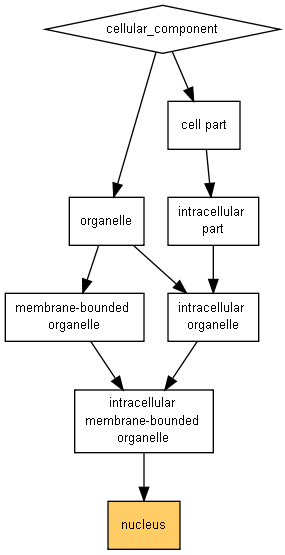 cellular_component
cell part
organelle
intracellular
part
membrane-bounded
organelle
intracellular
organelle
intracellular
membrane-bounded
organelle
nucleus